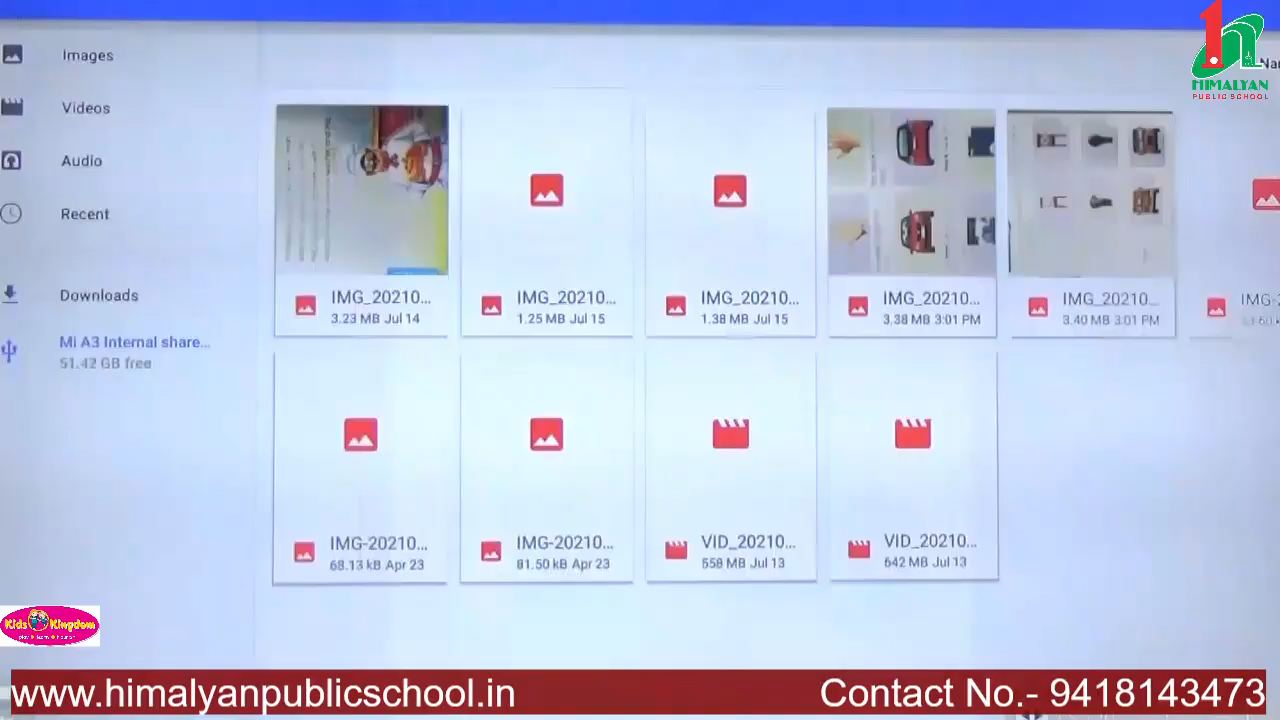 Images
Videos
Audio
Recent
Downloads
Mi A3 Internal share...
51.42 GB free
IMG_20210...
3.23 MB Jul 14
IMG_20210...
1.25 MB Jul 15
IMG_20210...
1.38 MB Jul 15
IMG_20210...
3.38 MB 3:01 PM
IMG_20210...
3.40 MB 3:01 PM
IMG-2
IMG-20210...
68.13 kB Apr 23
IMG-20210...
81.50 kB Apr 23
VID_20210...
558 MB Jul 13
VID_20210...
642 MB Jul 13
HIMALYAN
PUBLIC SCHOOL
Kids Kingdom
www.himalyanpublicschool.in
Contact No.- 9418143473